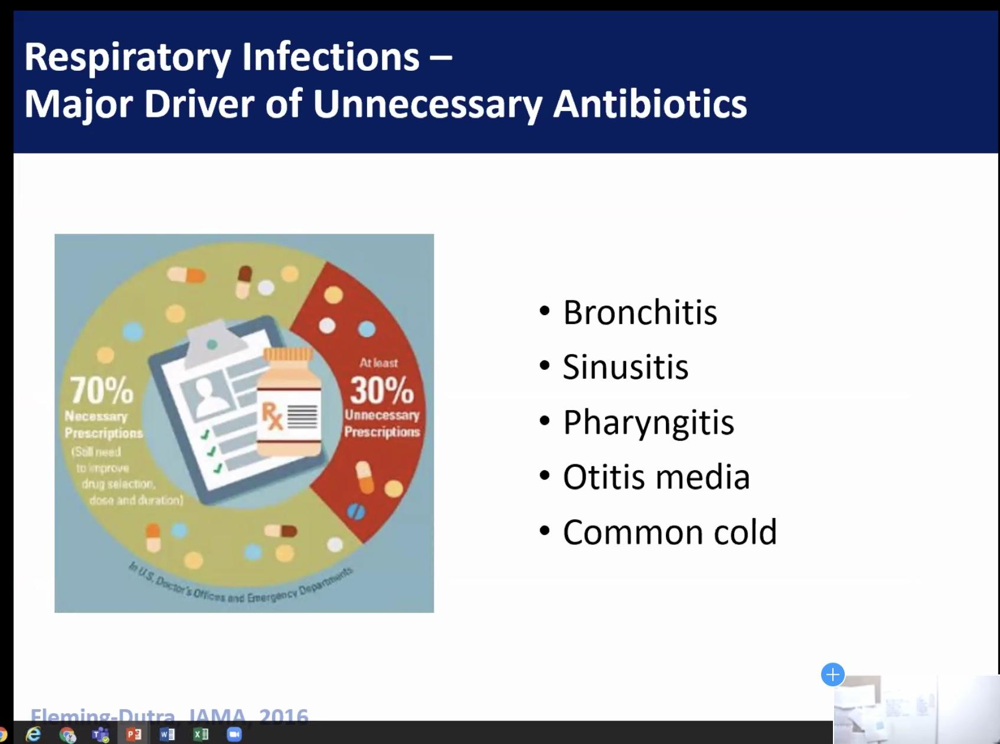 Respiratory Infections –
Major Driver of Unnecessary Antibiotics
70%
Necessary
Prescriptions
(Still need
to improve
drug selection,
dose and duration)
At least
30%
Unnecessary
Prescriptions
Rx
In U.S. Doctor's Offices and Emergency Departments
• Bronchitis
• Sinusitis
• Pharyngitis
• Otitis media
• Common cold
Fleming-Dutra, JAMA, 2016